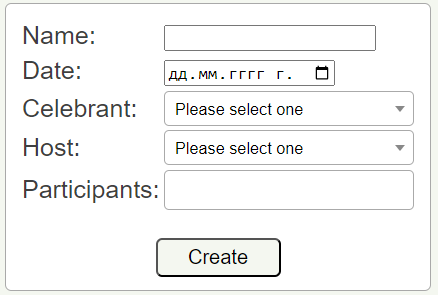 Name:
Date: дд.мм.гггг г.
Celebrant: Please select one
Host: Please select one
Participants:
Create